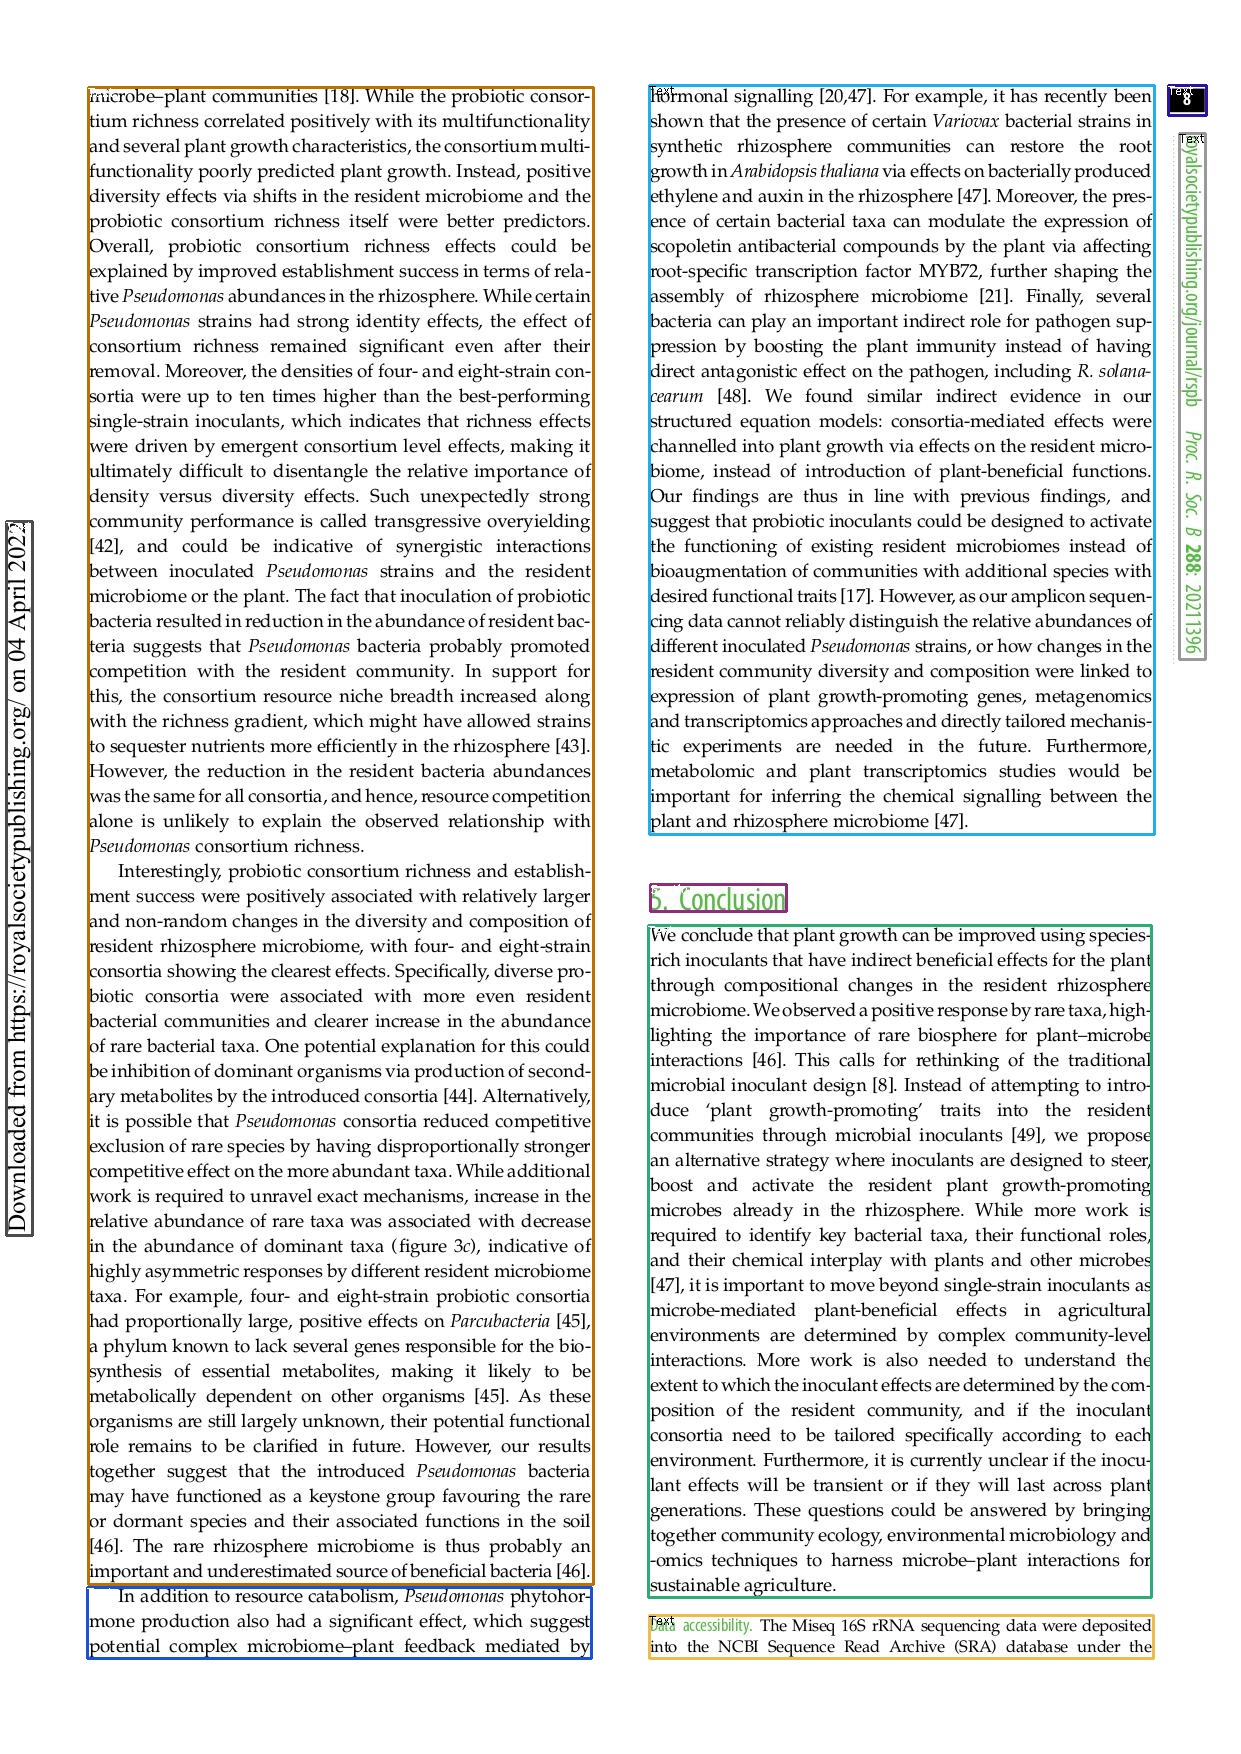 microbe–plant communities [18]. While the probiotic consor-
tium richness correlated positively with its multifunctionality
and several plant growth characteristics, the consortium multi-
functionality poorly predicted plant growth. Instead, positive
diversity effects via shifts in the resident microbiome and the
probiotic consortium richness itself were better predictors.
Overall, probiotic consortium richness effects could be
explained by improved establishment success in terms of rela-
tive Pseudomonas abundances in the rhizosphere. While certain
Pseudomonas strains had strong identity effects, the effect of
consortium richness remained significant even after their
removal. Moreover, the densities of four- and eight-strain con-
sortia were up to ten times higher than the best-performing
single-strain inoculants, which indicates that richness effects
were driven by emergent consortium level effects, making it
ultimately difficult to disentangle the relative importance of
density versus diversity effects. Such unexpectedly strong
community performance is called transgressive overyielding
[42], and could be indicative of synergistic interactions
between inoculated Pseudomonas strains and the resident
microbiome or the plant. The fact that inoculation of probiotic
bacteria resulted in reduction in the abundance of resident bac-
teria suggests that Pseudomonas bacteria probably promoted
competition with the resident community. In support for
this, the consortium resource niche breadth increased along
with the richness gradient, which might have allowed strains
to sequester nutrients more efficiently in the rhizosphere [43].
However, the reduction in the resident bacteria abundances
was the same for all consortia, and hence, resource competition
alone is unlikely to explain the observed relationship with
Pseudomonas consortium richness.
Interestingly, probiotic consortium richness and establish-
ment success were positively associated with relatively larger
and non-random changes in the diversity and composition of
resident rhizosphere microbiome, with four- and eight-strain
consortia showing the clearest effects. Specifically, diverse pro-
biotic consortia were associated with more even resident
bacterial communities and clearer increase in the abundance
of rare bacterial taxa. One potential explanation for this could
be inhibition of dominant organisms via production of second-
ary metabolites by the introduced consortia [44]. Alternatively,
it is possible that Pseudomonas consortia reduced competitive
exclusion of rare species by having disproportionally stronger
competitive effect on the more abundant taxa. While additional
work is required to unravel exact mechanisms, increase in the
relative abundance of rare taxa was associated with decrease
in the abundance of dominant taxa (figure 3c), indicative of
highly asymmetric responses by different resident microbiome
taxa. For example, four- and eight-strain probiotic consortia
had proportionally large, positive effects on Parcubacteria [45],
a phylum known to lack several genes responsible for the bio-
synthesis of essential metabolites, making it likely to be
metabolically dependent on other organisms [45]. As these
organisms are still largely unknown, their potential functional
role remains to be clarified in future. However, our results
together suggest that the introduced Pseudomonas bacteria
may have functioned as a keystone group favouring the rare
or dormant species and their associated functions in the soil
[46]. The rare rhizosphere microbiome is thus probably an
important and underestimated source of beneficial bacteria [46].
In addition to resource catabolism, Pseudomonas phytohor-
mone production also had a significant effect, which suggest
potential complex microbiome–plant feedback mediated by
hormonal signalling [20,47]. For example, it has recently been
shown that the presence of certain Variovax bacterial strains in
synthetic rhizosphere communities can restore the root
growth in Arabidopsis thaliana via effects on bacterially produced
ethylene and auxin in the rhizosphere [47]. Moreover, the pres-
ence of certain bacterial taxa can modulate the expression of
scopoletin antibacterial compounds by the plant via affecting
root-specific transcription factor MYB72, further shaping the
assembly of rhizosphere microbiome [21]. Finally, several
bacteria can play an important indirect role for pathogen sup-
pression by boosting the plant immunity instead of having
direct antagonistic effect on the pathogen, including R. solana-
cearum [48]. We found similar indirect evidence in our
structured equation models: consortia-mediated effects were
channelled into plant growth via effects on the resident micro-
biome, instead of introduction of plant-beneficial functions.
Our findings are thus in line with previous findings, and
suggest that probiotic inoculants could be designed to activate
the functioning of existing resident microbiomes instead of
bioaugmentation of communities with additional species with
desired functional traits [17]. However, as our amplicon sequen-
cing data cannot reliably distinguish the relative abundances of
different inoculated Pseudomonas strains, or how changes in the
resident community diversity and composition were linked to
expression of plant growth-promoting genes, metagenomics
and transcriptomics approaches and directly tailored mechanis-
tic experiments are needed in the future. Furthermore,
metabolomic and plant transcriptomics studies would be
important for inferring the chemical signalling between the
plant and rhizosphere microbiome [47].
5. Conclusion
We conclude that plant growth can be improved using species-
rich inoculants that have indirect beneficial effects for the plant
through compositional changes in the resident rhizosphere
microbiome. We observed a positive response by rare taxa, high-
lighting the importance of rare biosphere for plant–microbe
interactions [46]. This calls for rethinking of the traditional
microbial inoculant design [8]. Instead of attempting to intro-
duce ‘plant growth-promoting’ traits into the resident
communities through microbial inoculants [49], we propose
an alternative strategy where inoculants are designed to steer,
boost and activate the resident plant growth-promoting
microbes already in the rhizosphere. While more work is
required to identify key bacterial taxa, their functional roles,
and their chemical interplay with plants and other microbes
[47], it is important to move beyond single-strain inoculants as
microbe-mediated plant-beneficial effects in agricultural
environments are determined by complex community-level
interactions. More work is also needed to understand the
extent to which the inoculant effects are determined by the com-
position of the resident community, and if the inoculant
consortia need to be tailored specifically according to each
environment. Furthermore, it is currently unclear if the inocu-
lant effects will be transient or if they will last across plant
generations. These questions could be answered by bringing
together community ecology, environmental microbiology and
-omics techniques to harness microbe–plant interactions for
sustainable agriculture.
Data accessibility. The Miseq 16S rRNA sequencing data were deposited
into the NCBI Sequence Read Archive (SRA) database under the
8
royalsocietypublishing.org/journal/rspb Proc. R. Soc. B 288: 20211396
Downloaded from https://royalsocietypublishing.org/ on 04 April 2022
Text
Text
Text
Text